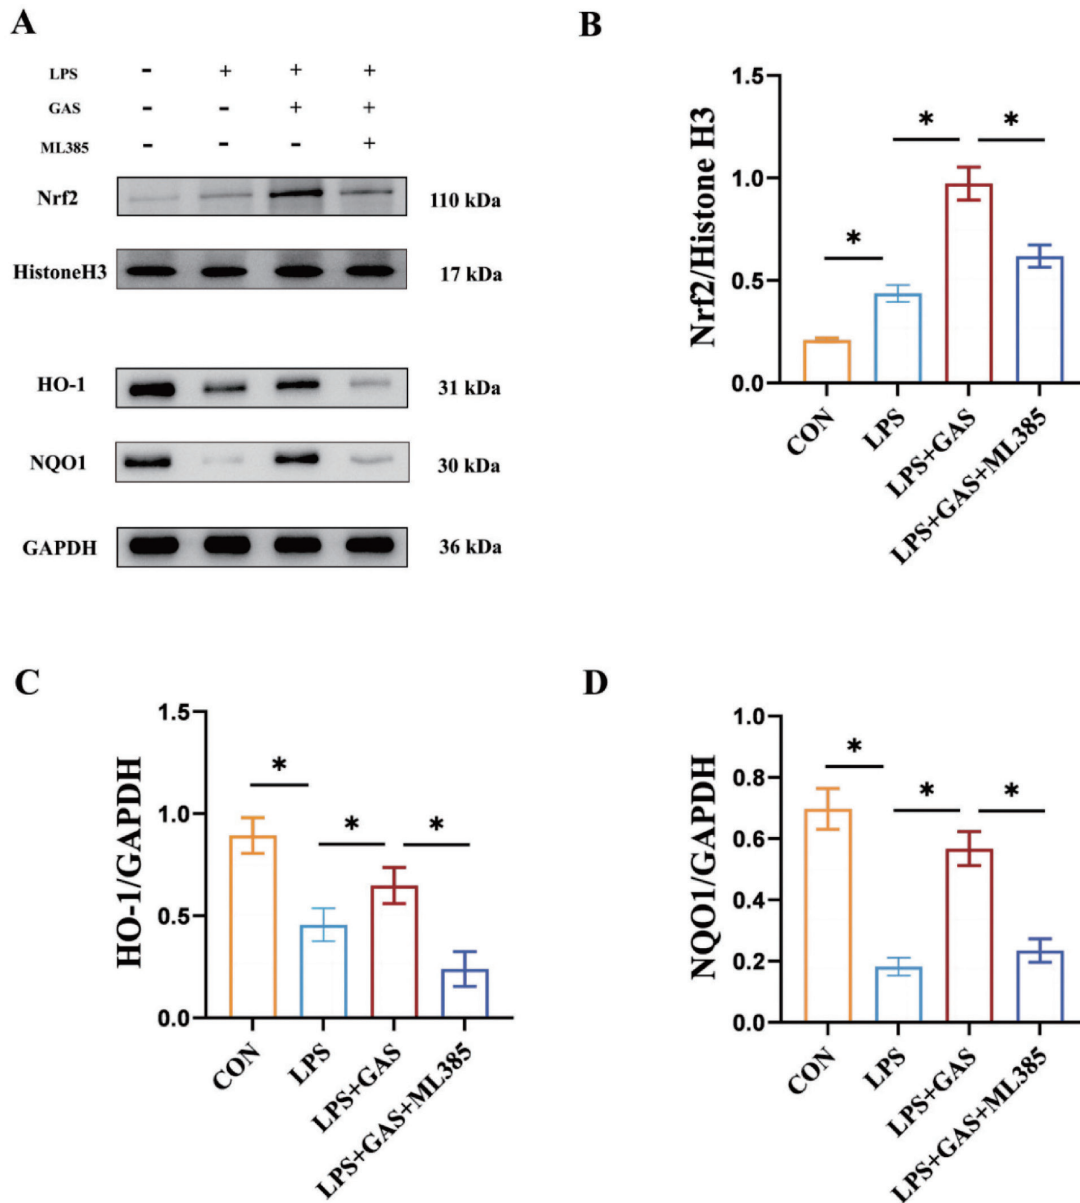 A
LPS - + + +
GAS - - + +
ML385 - - - +
Nrf2 110 kDa
HistoneH3 17 kDa
HO-1 31 kDa
NQO1 30 kDa
GAPDH 36 kDa
B
Nrf2/Histone H3
1.5
1.0
0.5
0.0
* * *
CON
LPS
LPS+GAS
LPS+GAS+ML385
C
HO-1/GAPDH
1.5
1.0
0.5
0.0
* * *
CON
LPS
LPS+GAS
LPS+GAS+ML385
D
NQO1/GAPDH
1.0
0.8
0.6
0.4
0.2
0.0
* * *
CON
LPS
LPS+GAS
LPS+GAS+ML385